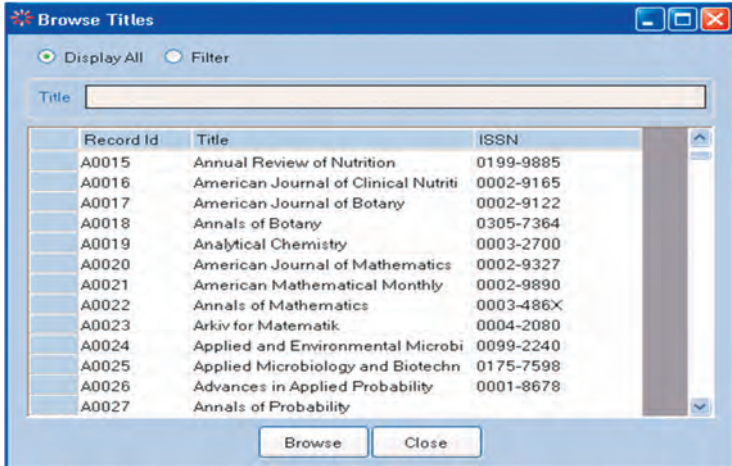 Browse Titles
Display All Filter
Title
Record Id Title ISSN
A0015 Annual Review of Nutrition 0199-9885
A0016 American Journal of Clinical Nutriti 0002-9165
A0017 American Journal of Botany 0002-9122
A0018 Annals of Botany 0305-7364
A0019 Analytical Chemistry 0003-2700
A0020 American Journal of Mathematics 0002-9327
A0021 American Mathematical Monthly 0002-9890
A0022 Annals of Mathematics 0003-486X
A0023 Arkiv for Matematik 0004-2080
A0024 Applied and Environmental Microbi 0099-2240
A0025 Applied Microbiology and Biotechn 0175-7598
A0026 Advances in Applied Probability 0001-8678
A0027 Annals of Probability
Browse Close